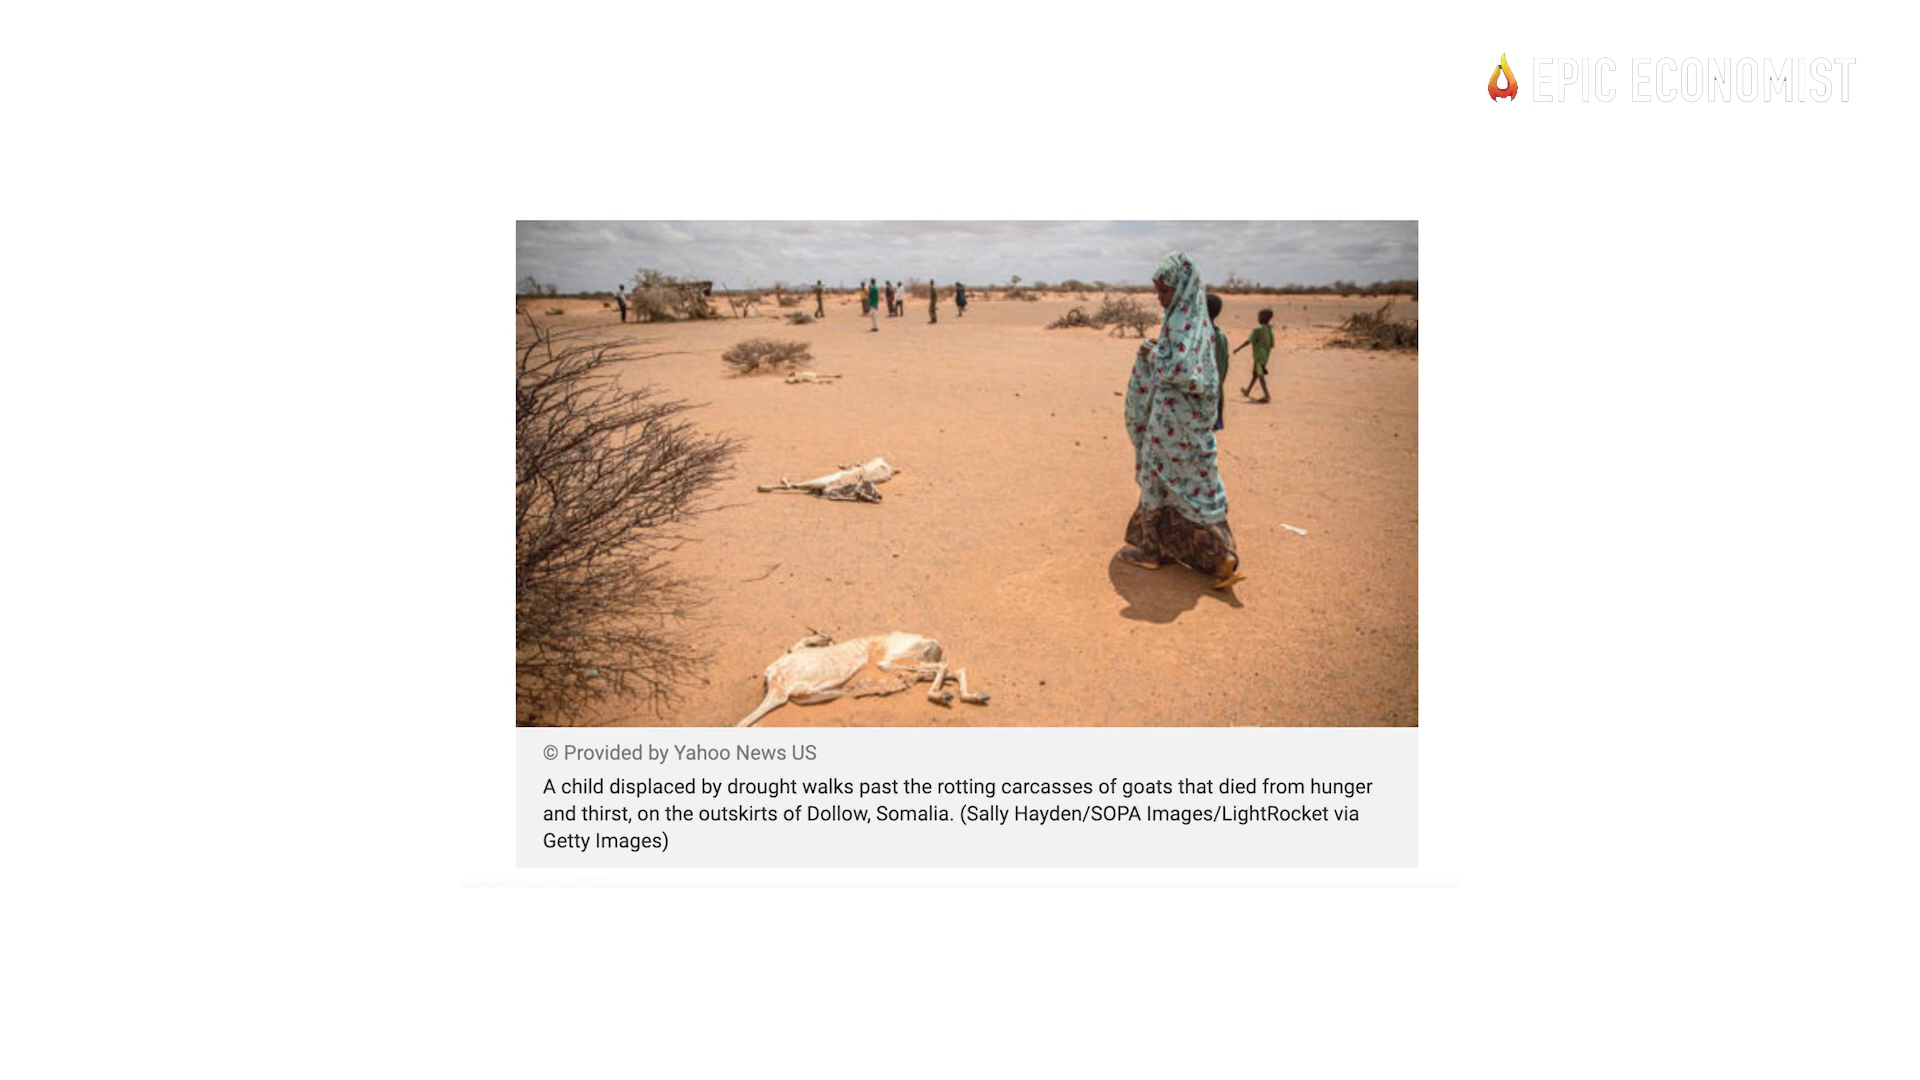 EPIC ECONOMIST
© Provided by Yahoo News US
A child displaced by drought walks past the rotting carcasses of goats that died from hunger
and thirst, on the outskirts of Dollow, Somalia. (Sally Hayden/SOPA Images/LightRocket via
Getty Images)